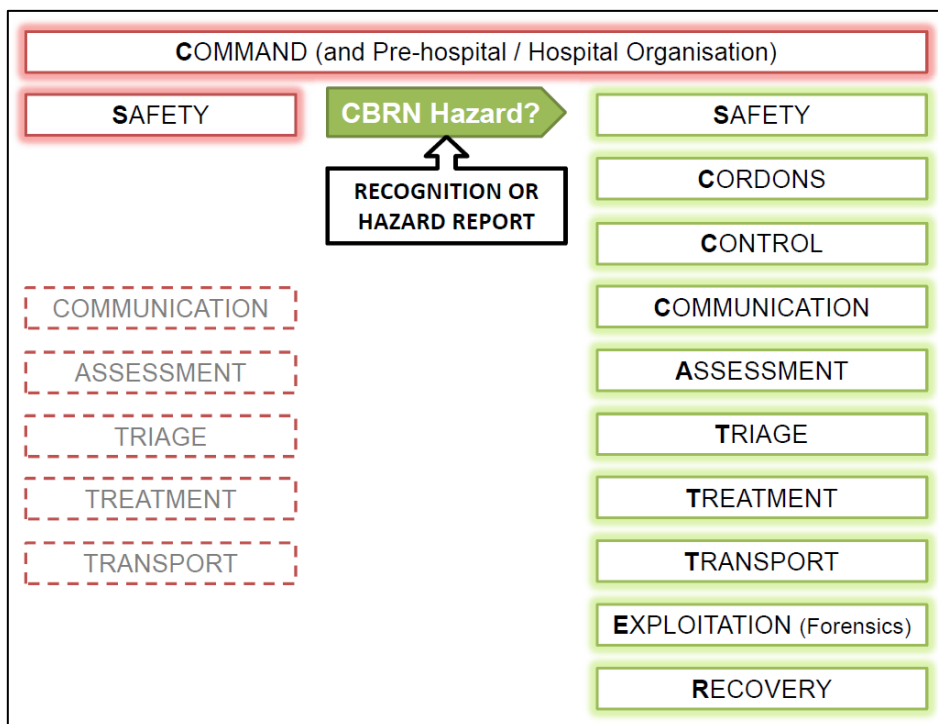 COMMAND (and Pre-hospital / Hospital Organisation)
SAFETY
CBRN Hazard?
SAFETY
RECOGNITION OR
HAZARD REPORT
CORDONS
CONTROL
COMMUNICATION
COMMUNICATION
ASSESSMENT
ASSESSMENT
TRIAGE
TRIAGE
TREATMENT
TREATMENT
TRANSPORT
TRANSPORT
EXPLOITATION (Forensics)
RECOVERY